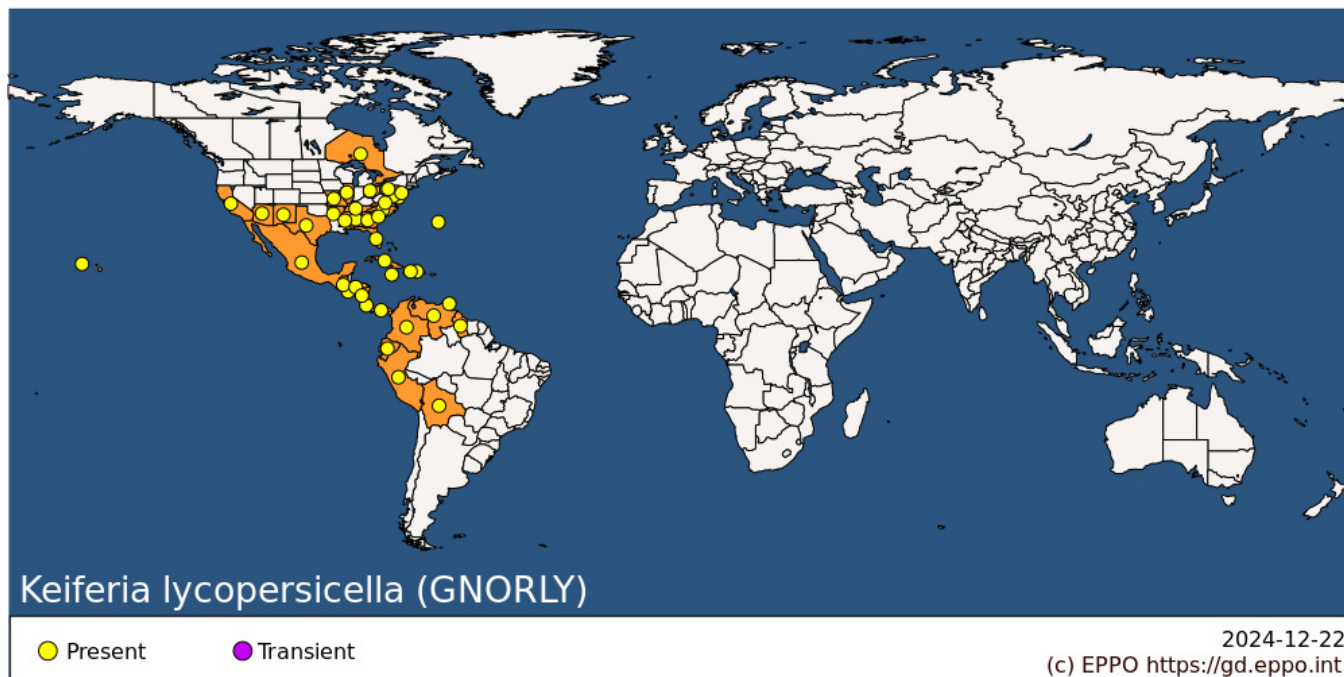 Keiferia lycopersicella (GNORLY)
Present
Transient
2024-12-22
(c) EPPO https://gd.eppo.int